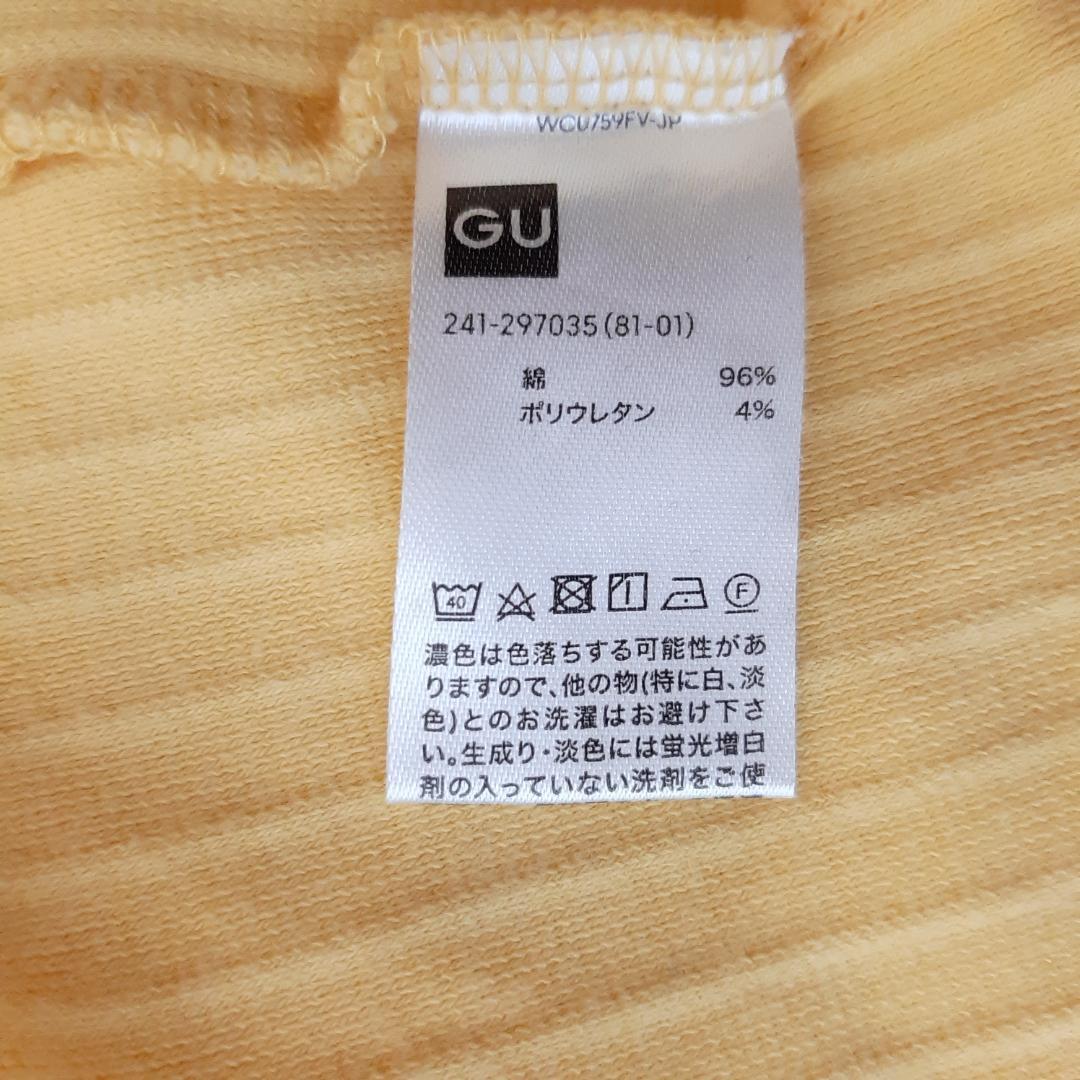 WCU759FV-JP
GU
241-297035(81-01)
綿 96%
ポリウレタン 4%
40
F
濃色は色落ちする可能性があ
りますので、他の物(特に白、淡
色)とのお洗濯はお避け下さ
い。生成り・淡色には蛍光増白
剤の入っていない洗剤をご使